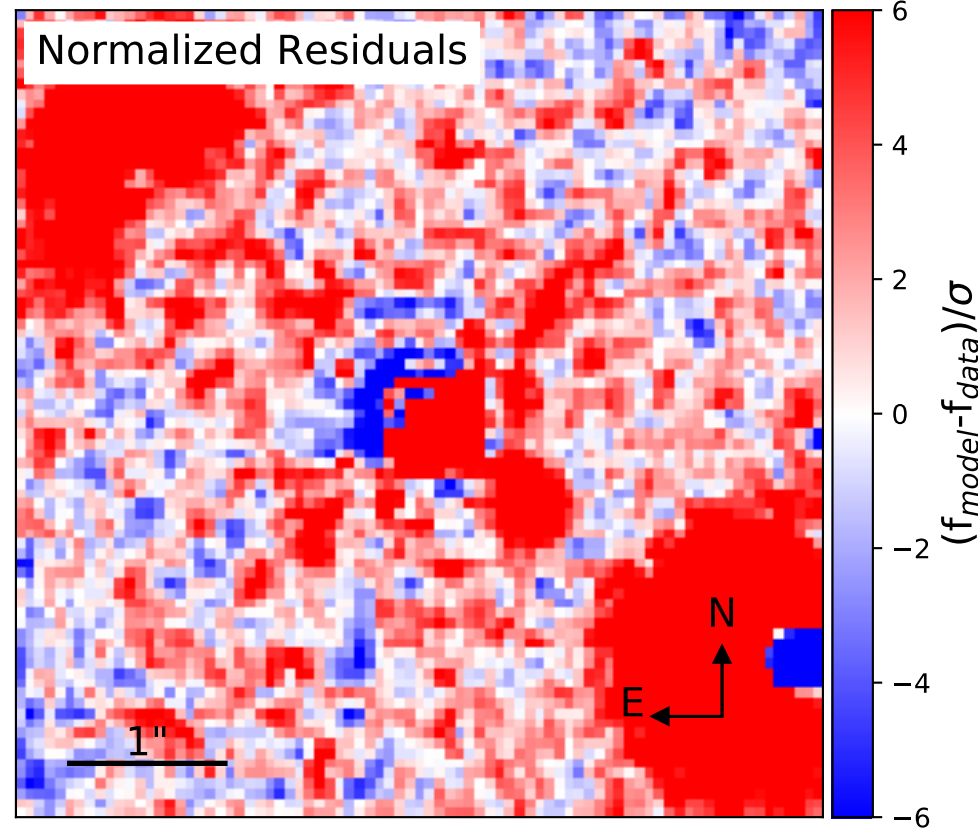 Normalized Residuals
6
4
2
0
−2
−4
−6
(f_model-f_data)/σ
N
E
1"